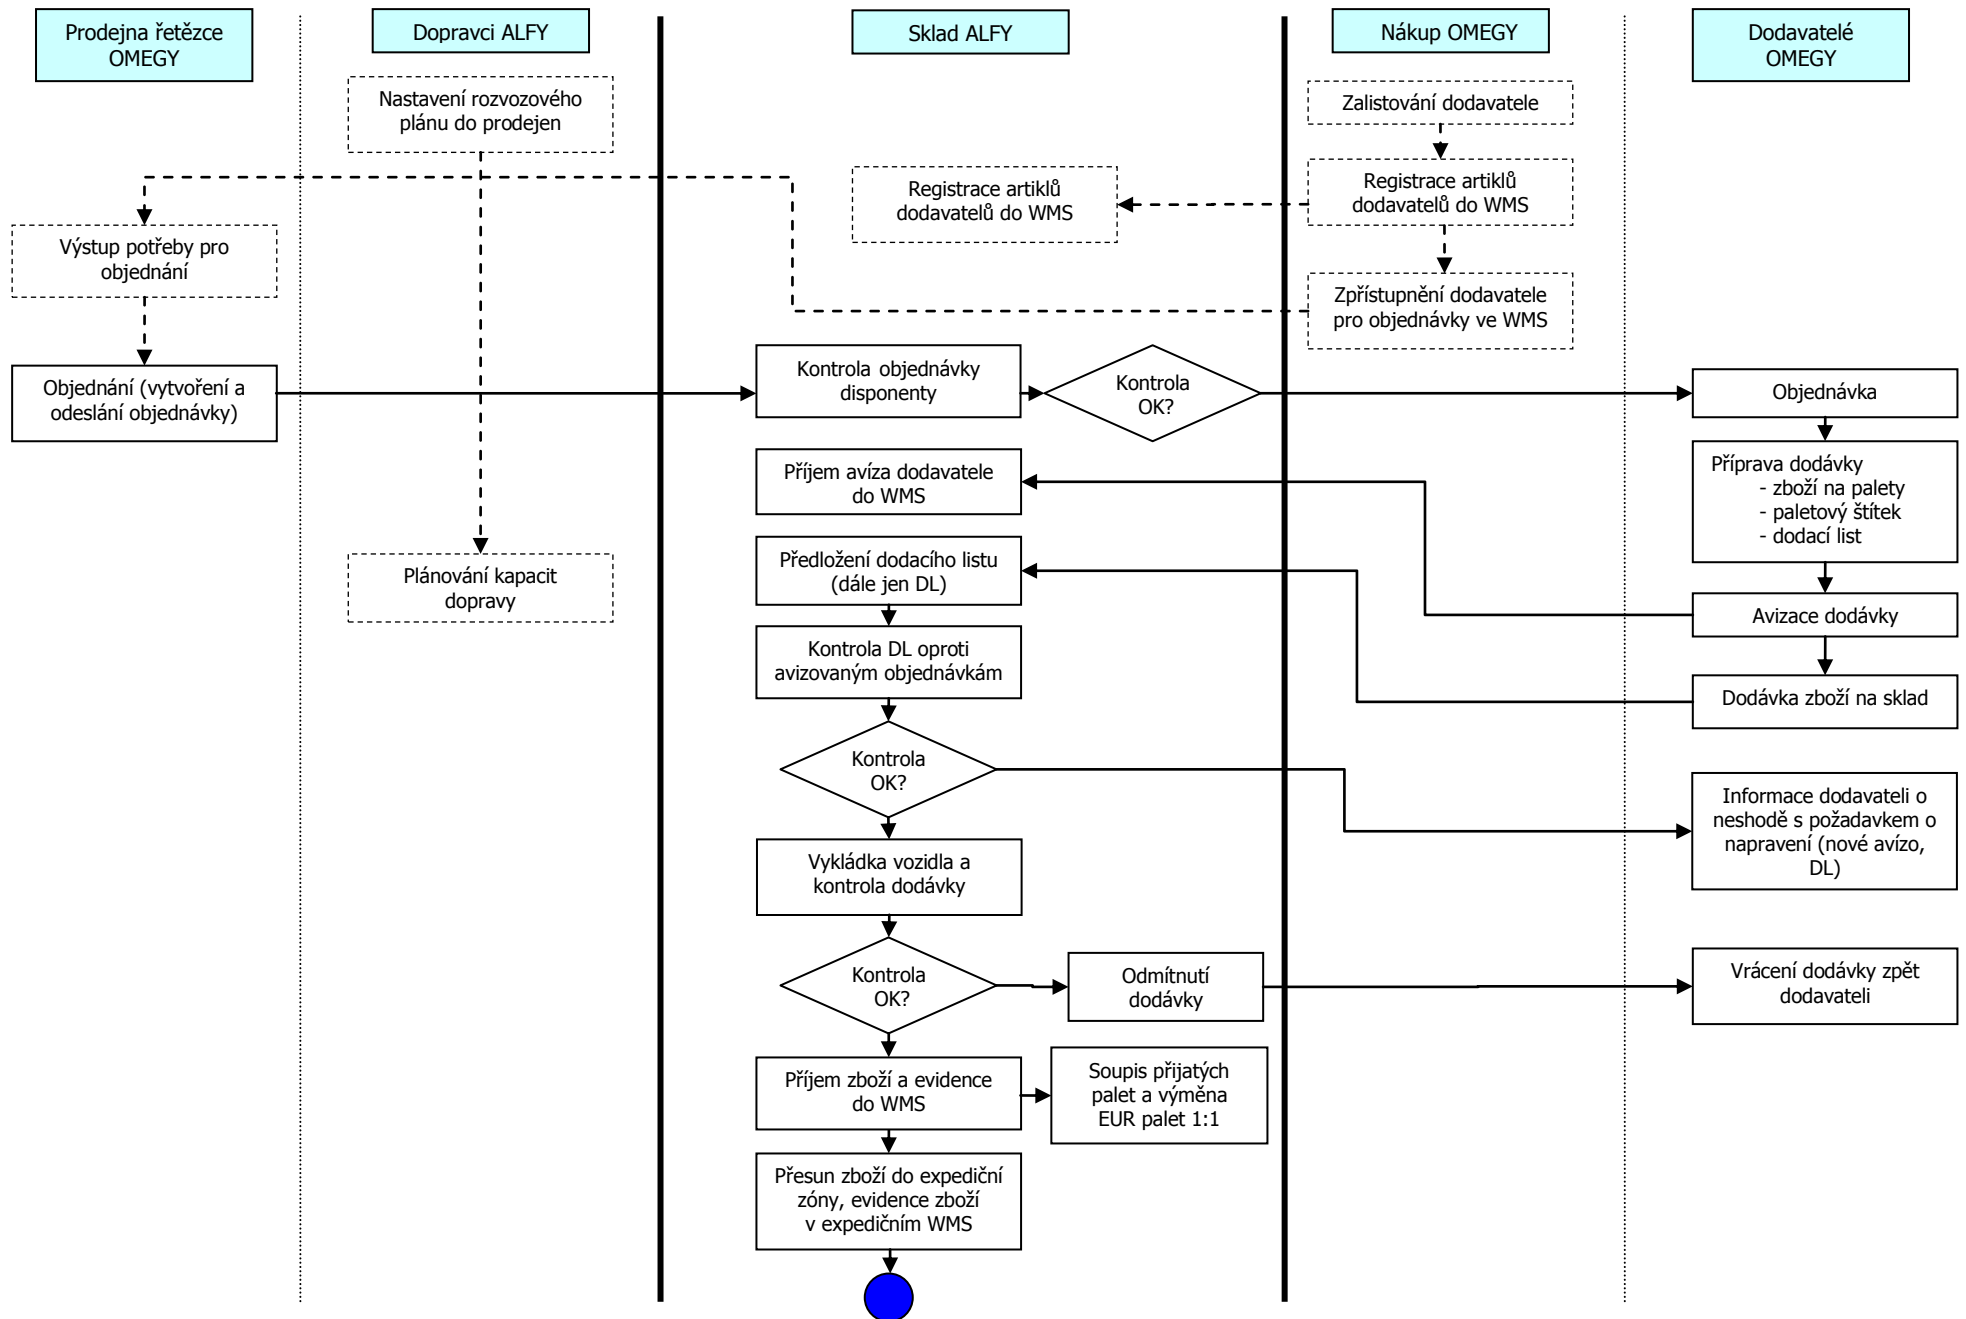 Prodejna řetězce
OMEGY
Dopravci ALFY
Sklad ALFY
Nákup OMEGY
Dodavatelé
OMEGY
Nastavení rozvozového
plánu do prodejen
Zalistování dodavatele
Registrace artiklů
dodavatelů do WMS
Registrace artiklů
dodavatelů do WMS
Výstup potřeby pro
objednání
Zpřístupnění dodavatele
pro objednávky ve WMS
Objednání (vytvoření a
odeslání objednávky)
Kontrola objednávky
disponenty
Kontrola
OK?
Objednávka
Příjem avíza dodavatele
do WMS
Příprava dodávky
- zboží na palety
- paletový štítek
- dodací list
Předložení dodacího listu
(dále jen DL)
Plánování kapacit
dopravy
Avizace dodávky
Kontrola DL oproti
avizovaným objednávkám
Dodávka zboží na sklad
Kontrola
OK?
Informace dodavateli o
neshodě s požadavkem o
napravení (nové avízo,
DL)
Vykládka vozidla a
kontrola dodávky
Kontrola
OK?
Odmítnutí
dodávky
Vrácení dodávky zpět
dodavateli
Příjem zboží a evidence
do WMS
Soupis přijatých
palet a výměna
EUR palet 1:1
Přesun zboží do expediční
zóny, evidence zboží
v expedičním WMS